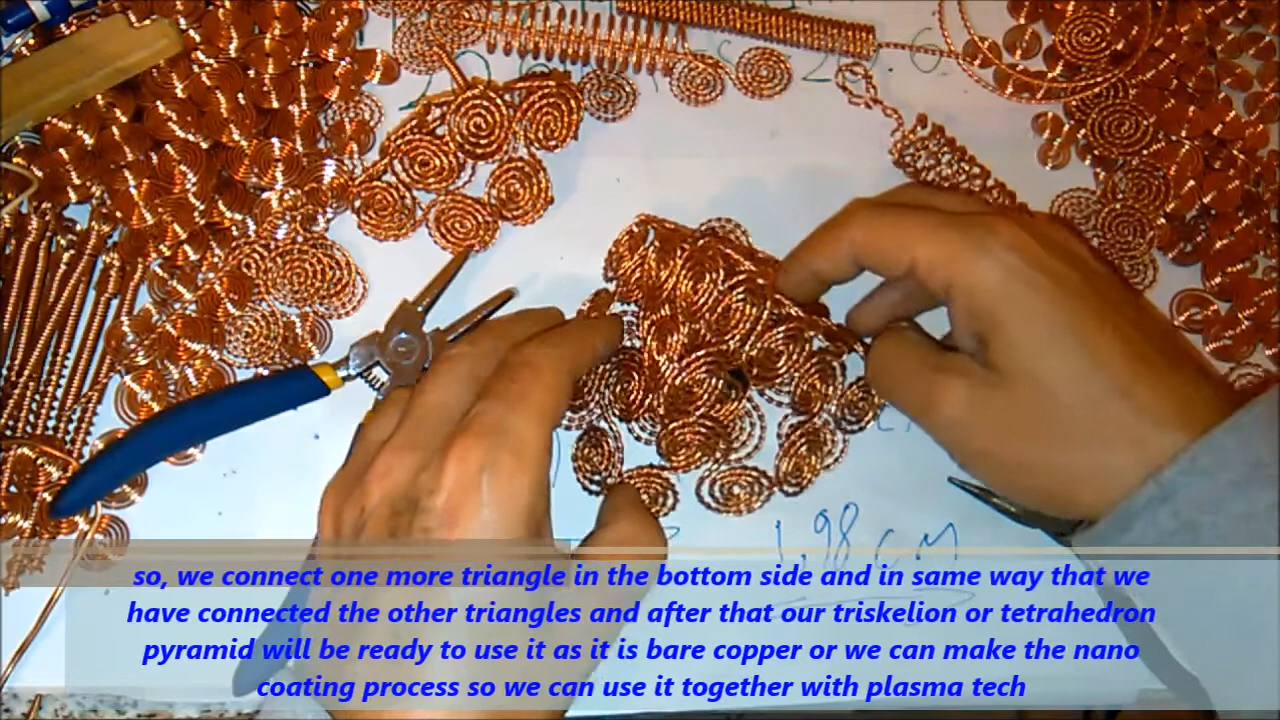 1.98 cm
so, we connect one more triangle in the bottom side and in same way that we
have connected the other triangles and after that our triskelion or tetrahedron
pyramid will be ready to use it as it is bare copper or we can make the nano
coating process so we can use it together with plasma tech